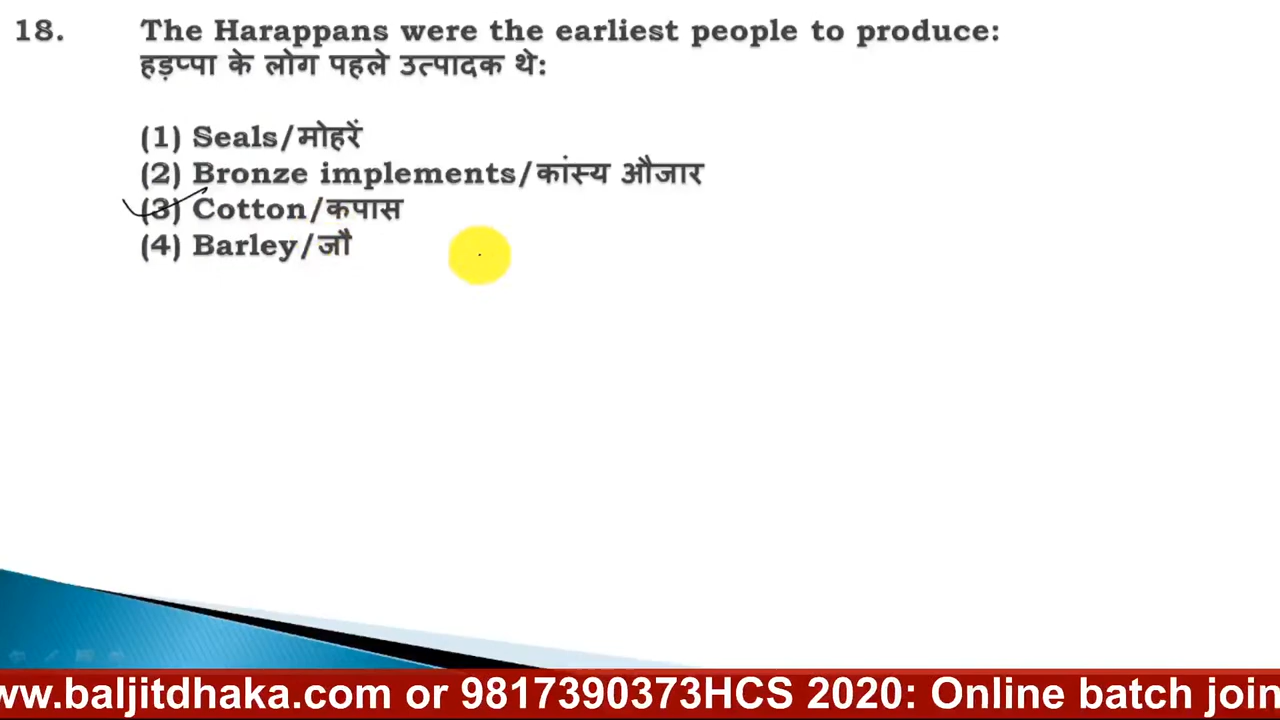 18. The Harappans were the earliest people to produce:
हड़प्पा के लोग पहले उत्पादक थे:
(1) Seals/मोहरें
(2) Bronze implements/कांस्य औजार
(3) Cotton/कपास
(4) Barley/जौ
ww.baljitdhaka.com or 9817390373HCS 2020: Online batch join